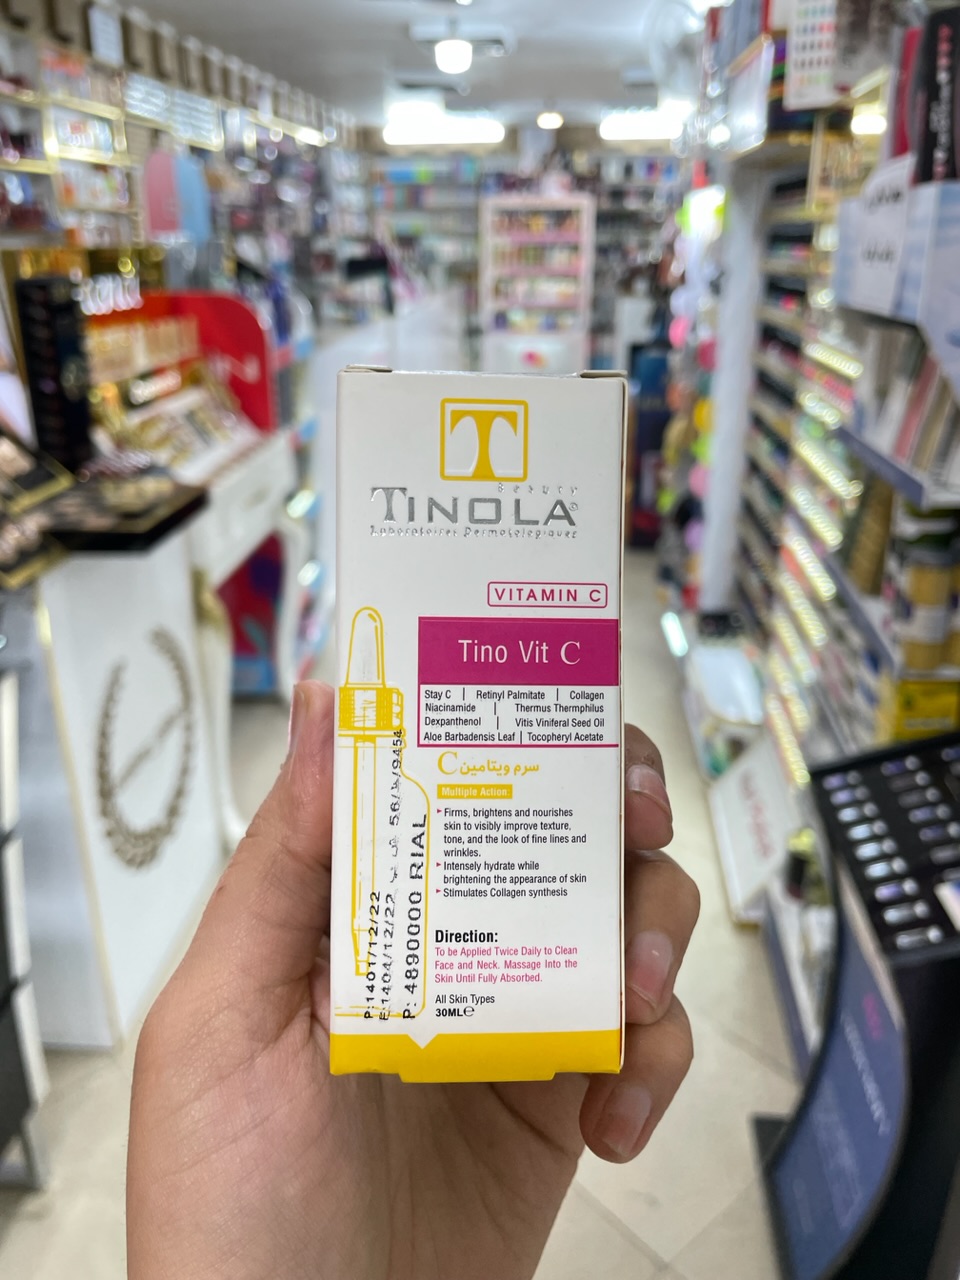 T
Beauty
TINOLA
Laboratoires Dermatologiques
VITAMIN C
Tino Vit C
Stay C | Retinyl Palmitate | Collagen
Niacinamide | Thermus Thermphilus
Dexpanthenol | Vitis Viniferal Seed Oil
Aloe Barbadensis Leaf | Tocopheryl Acetate
سرم ویتامین C
Multiple Action:
Firms, brightens and nourishes
skin to visibly improve texture,
tone, and the look of fine lines and
wrinkles.
Intensely hydrate while
brightening the appearance of skin
Stimulates Collagen synthesis
Direction:
To be Applied Twice Daily to Clean
Face and Neck. Massage Into the
Skin Until Fully Absorbed.
All Skin Types
30ML℮
P:1401/12/22
E:1404/12/22
P: 4890000 RIAL